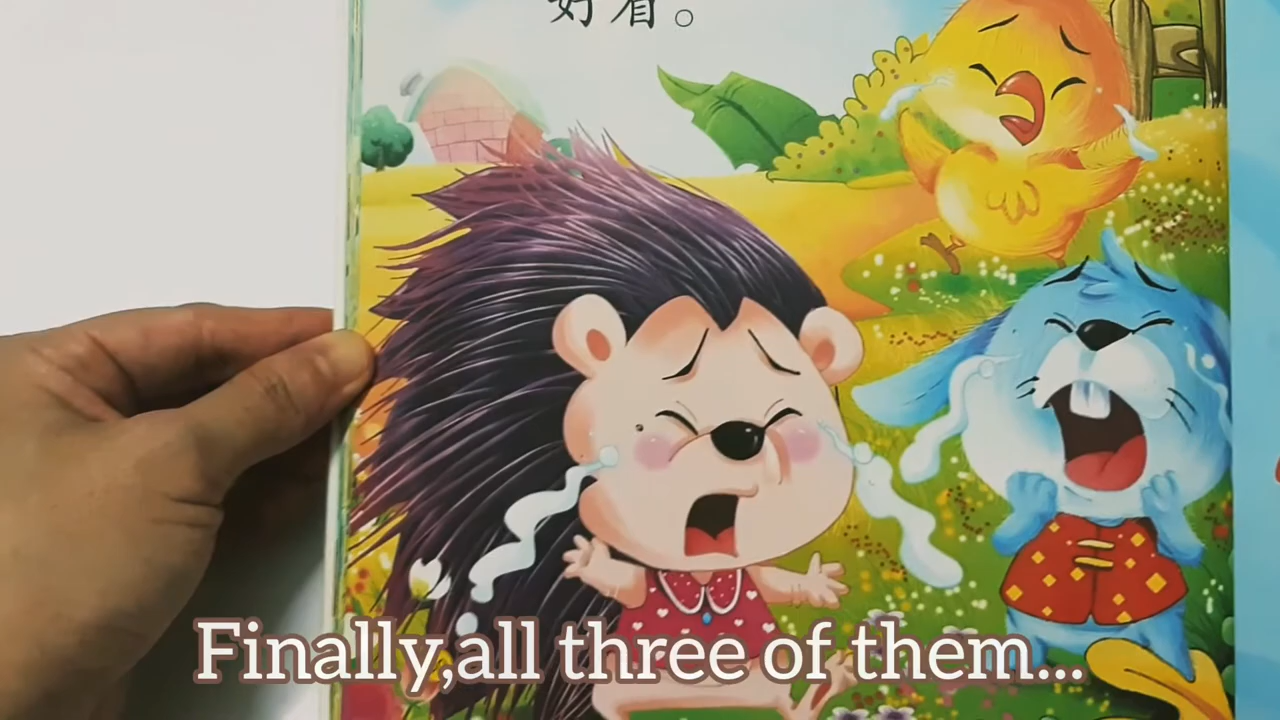 好看。
Finally,all three of them...